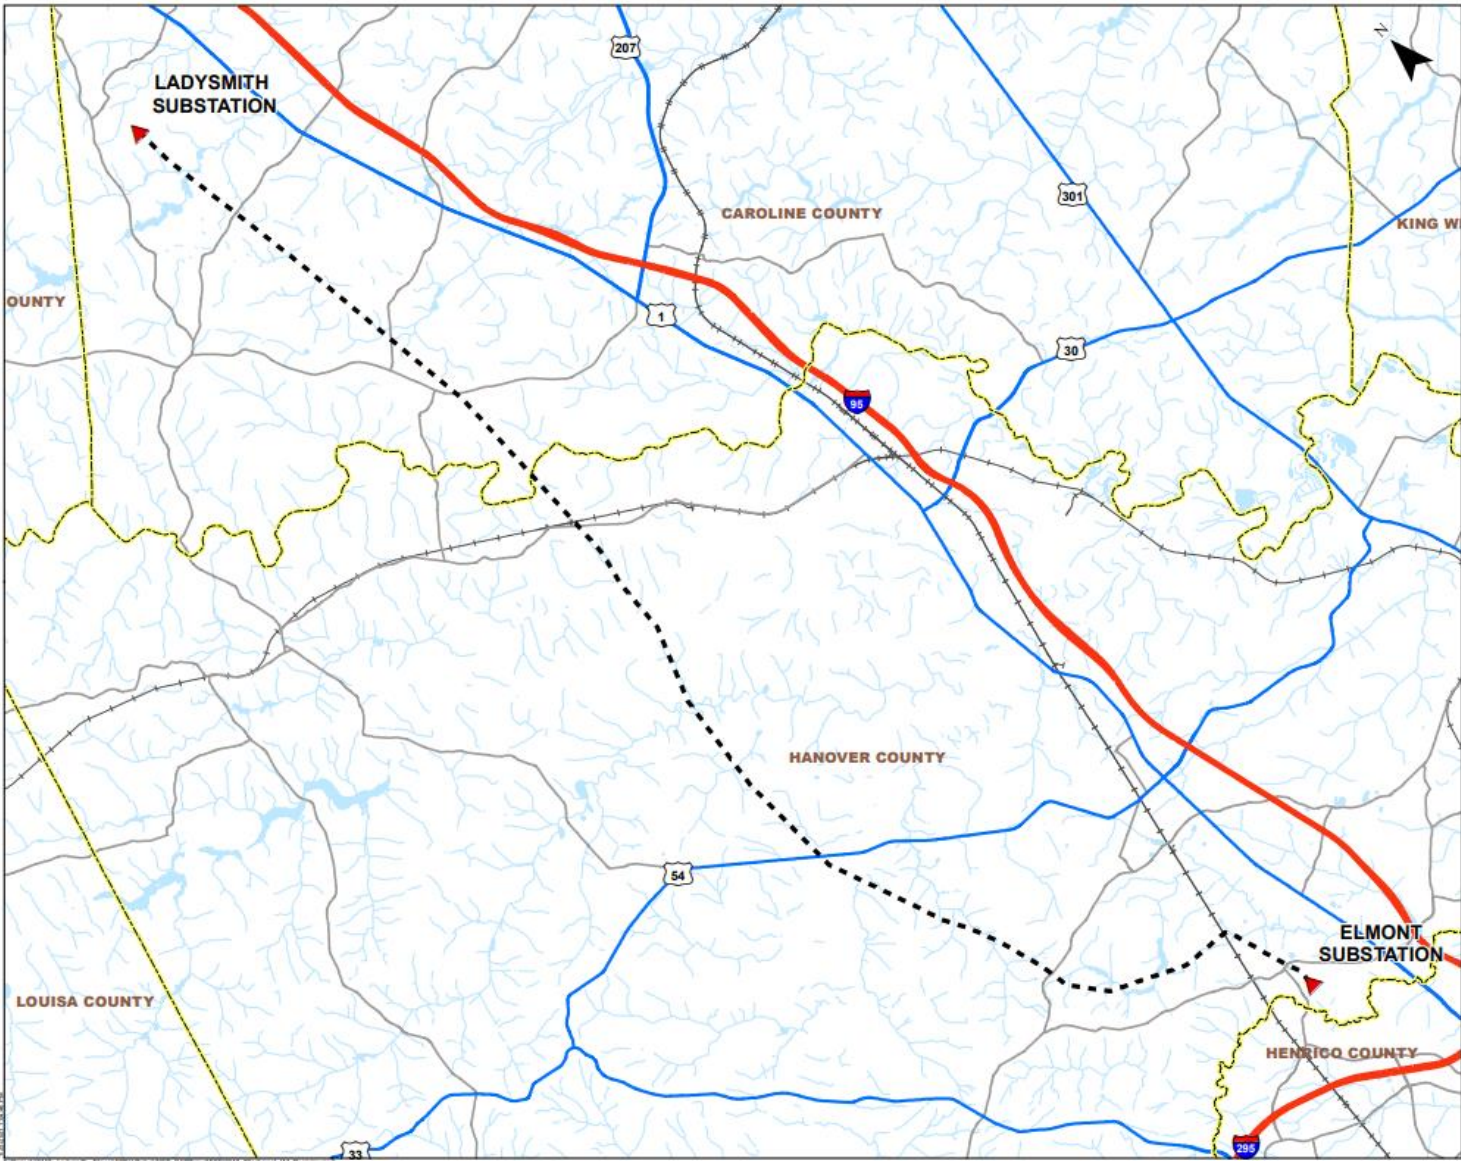 N
207
LADYSMITH
SUBSTATION
301
CAROLINE COUNTY
KING WI
OUNTY
1
30
95
HANOVER COUNTY
54
ELMONT
SUBSTATION
LOUISA COUNTY
HENRICO COUNTY
295
33